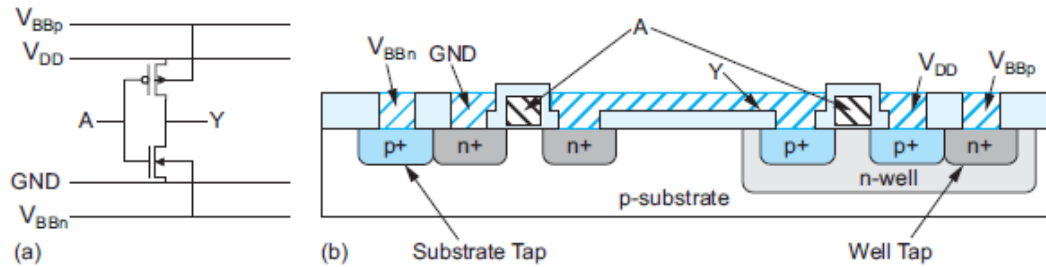 V_BBp
V_DD
A
Y
GND
V_BBn
(a)
A
V_BBn GND
Y
V_DD
V_BBp
p+
n+
n+
p+
p+
n+
n-well
p-substrate
(b)
Substrate Tap
Well Tap